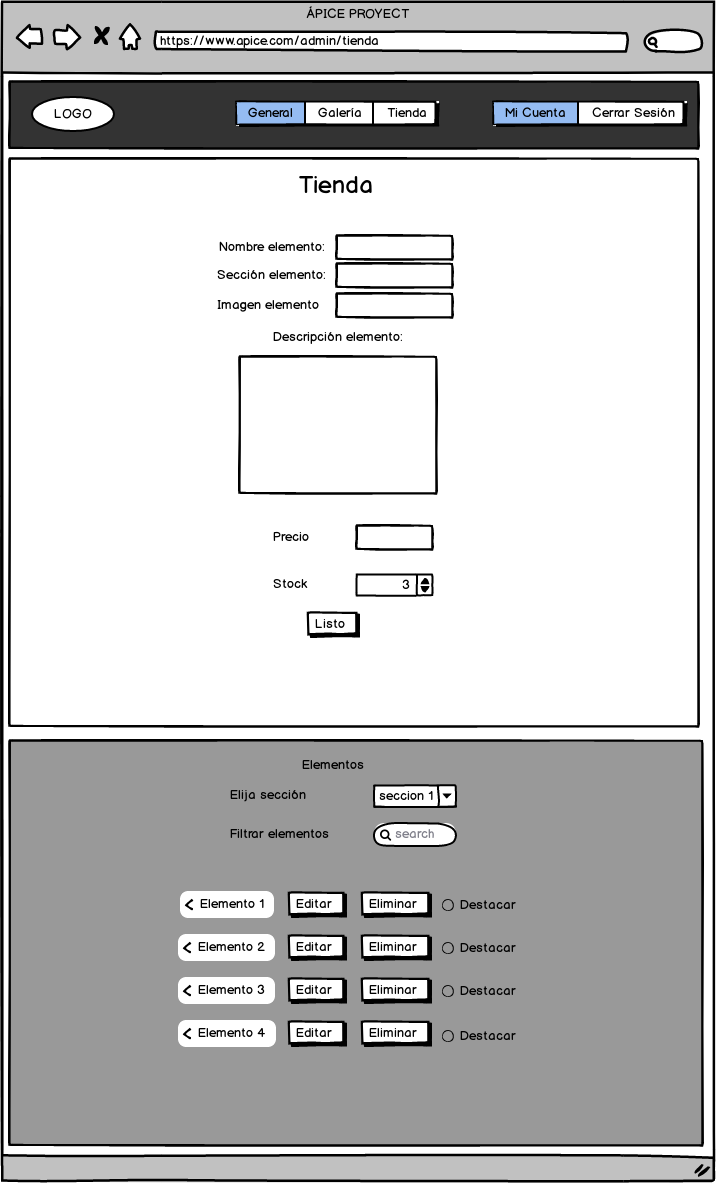 ÁPICE PROYECT
https://www.apice.com/admin/tienda
LOGO General Galería Tienda Mi Cuenta Cerrar Sesión
Tienda
Nombre elemento:
Sección elemento:
Imagen elemento
Descripción elemento:
Precio
Stock 3
Listo
Elementos
Elija sección seccion 1
Filtrar elementos search
Elemento 1 Editar Eliminar Destacar
Elemento 2 Editar Eliminar Destacar
Elemento 3 Editar Eliminar Destacar
Elemento 4 Editar Eliminar Destacar